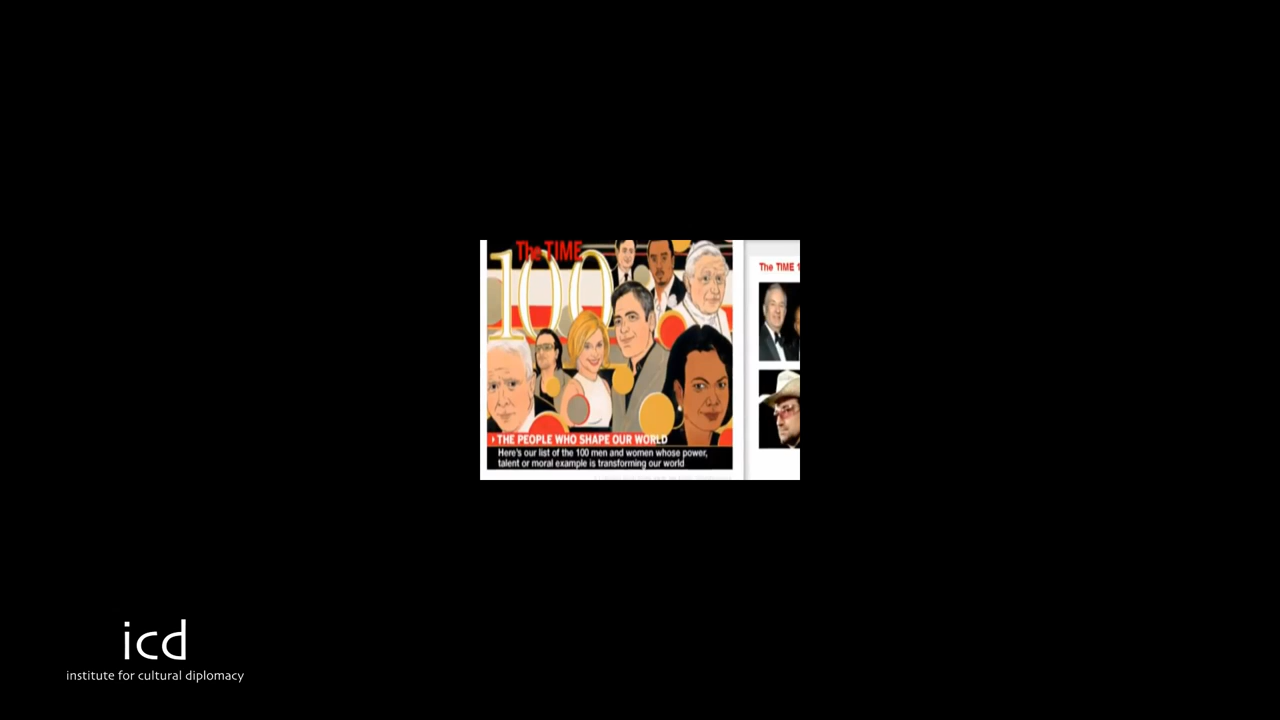 The TIME
100
The TIME 1
THE PEOPLE WHO SHAPE OUR WORLD
Here's our list of the 100 men and women whose power,
talent or moral example is transforming our world
icd
institute for cultural diplomacy